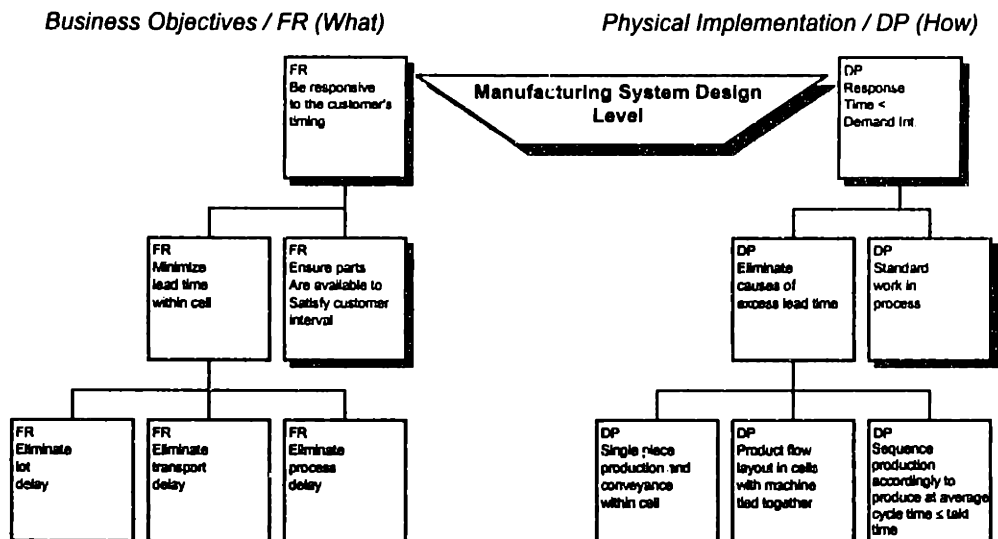 Business Objectives / FR (What)
Physical Implementation / DP (How)
FR
Be responsive
to the customer's
timing
Manufacturing System Design
Level
DP
Response
Time <
Demand Int.
FR
Minimize
lead time
within cell
FR
Ensure parts
Are available to
Satisfy customer
interval
DP
Eliminate
causes of
excess lead time
DP
Standard
work in
process
FR
Eliminate
lot
delay
FR
Eliminate
transport
delay
FR
Eliminate
process
delay
DP
Single piece
production and
conveyance
within cell
DP
Product flow
layout in cells
with machine
tied together
DP
Sequence
production
accordingly to
produce at average
cycle time ≤ takt
time